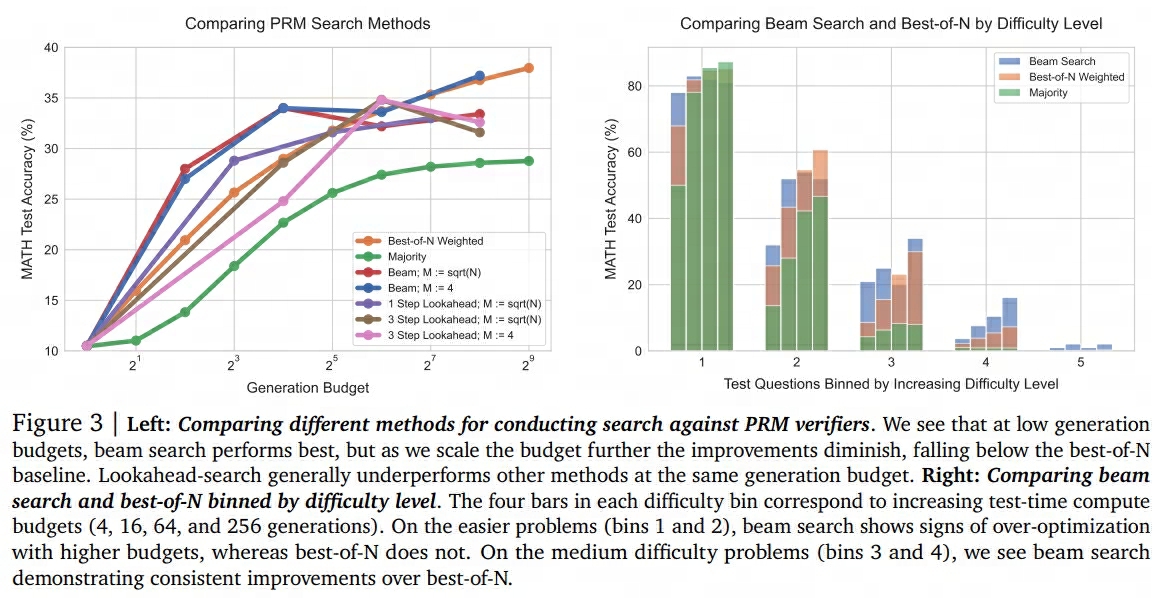 Comparing PRM Search Methods
MATH Test Accuracy (%)
40
35
30
25
20
15
10
2^1
2^3
2^5
2^7
2^9
Generation Budget
Best-of-N Weighted
Majority
Beam; M := sqrt(N)
Beam; M := 4
1 Step Lookahead; M := sqrt(N)
3 Step Lookahead; M := sqrt(N)
3 Step Lookahead; M := 4
Comparing Beam Search and Best-of-N by Difficulty Level
MATH Test Accuracy (%)
80
60
40
20
0
1
2
3
4
5
Test Questions Binned by Increasing Difficulty Level
Beam Search
Best-of-N Weighted
Majority
Figure 3 | Left: Comparing different methods for conducting search against PRM verifiers. We see that at low generation
budgets, beam search performs best, but as we scale the budget further the improvements diminish, falling below the best-of-N
baseline. Lookahead-search generally underperforms other methods at the same generation budget. Right: Comparing beam
search and best-of-N binned by difficulty level. The four bars in each difficulty bin correspond to increasing test-time compute
budgets (4, 16, 64, and 256 generations). On the easier problems (bins 1 and 2), beam search shows signs of over-optimization
with higher budgets, whereas best-of-N does not. On the medium difficulty problems (bins 3 and 4), we see beam search
demonstrating consistent improvements over best-of-N.